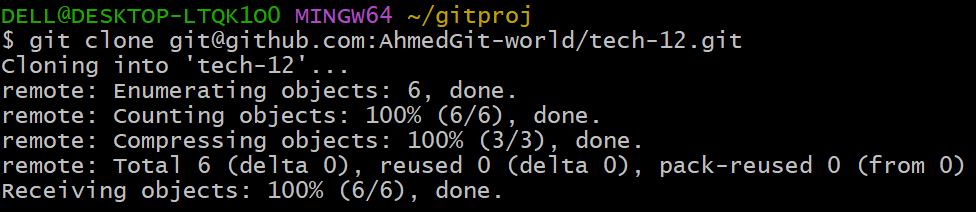 DELL@DESKTOP-LTQK1O0 MINGW64 ~/gitproj
$ git clone git@github.com:AhmedGit-world/tech-12.git
Cloning into 'tech-12'...
remote: Enumerating objects: 6, done.
remote: Counting objects: 100% (6/6), done.
remote: Compressing objects: 100% (3/3), done.
remote: Total 6 (delta 0), reused 0 (delta 0), pack-reused 0 (from 0)
Receiving objects: 100% (6/6), done.